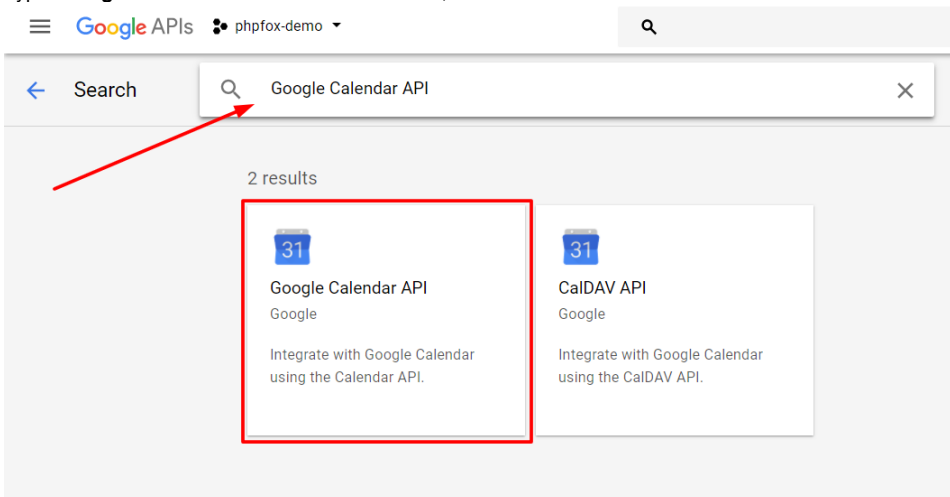 Google APIs phpfox-demo
Search Google Calendar API
2 results
31
Google Calendar API
Google
Integrate with Google Calendar
using the Calendar API.
31
CalDAV API
Google
Integrate with Google Calendar
using the CalDAV API.